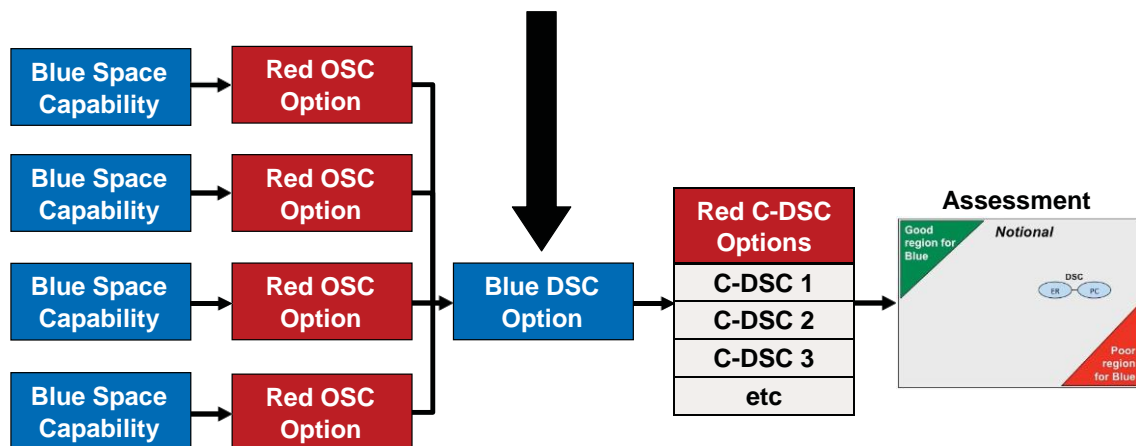 Blue Space
Capability
Red OSC
Option
Blue Space
Capability
Red OSC
Option
Blue Space
Capability
Red OSC
Option
Blue Space
Capability
Red OSC
Option
Blue DSC
Option
Red C-DSC
Options
C-DSC 1
C-DSC 2
C-DSC 3
etc
Assessment
Good
region for
Blue
Notional
DSC
ER
PC
Poor
region
for Blue